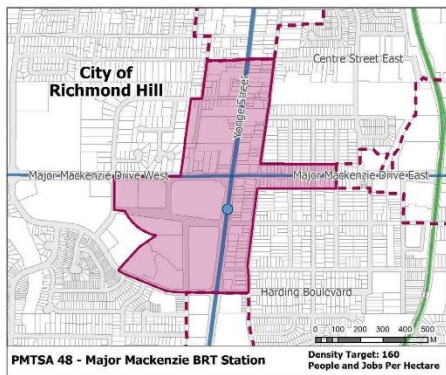 City of
Richmond Hill
Centre Street East
Yonge Street
Major Mackenzie Drive West
Major Mackenzie Drive East
Harding Boulevard
0 100 200 300 400 500
M
PMTSA 48 - Major Mackenzie BRT Station
Density Target: 160
People and Jobs Per Hectare